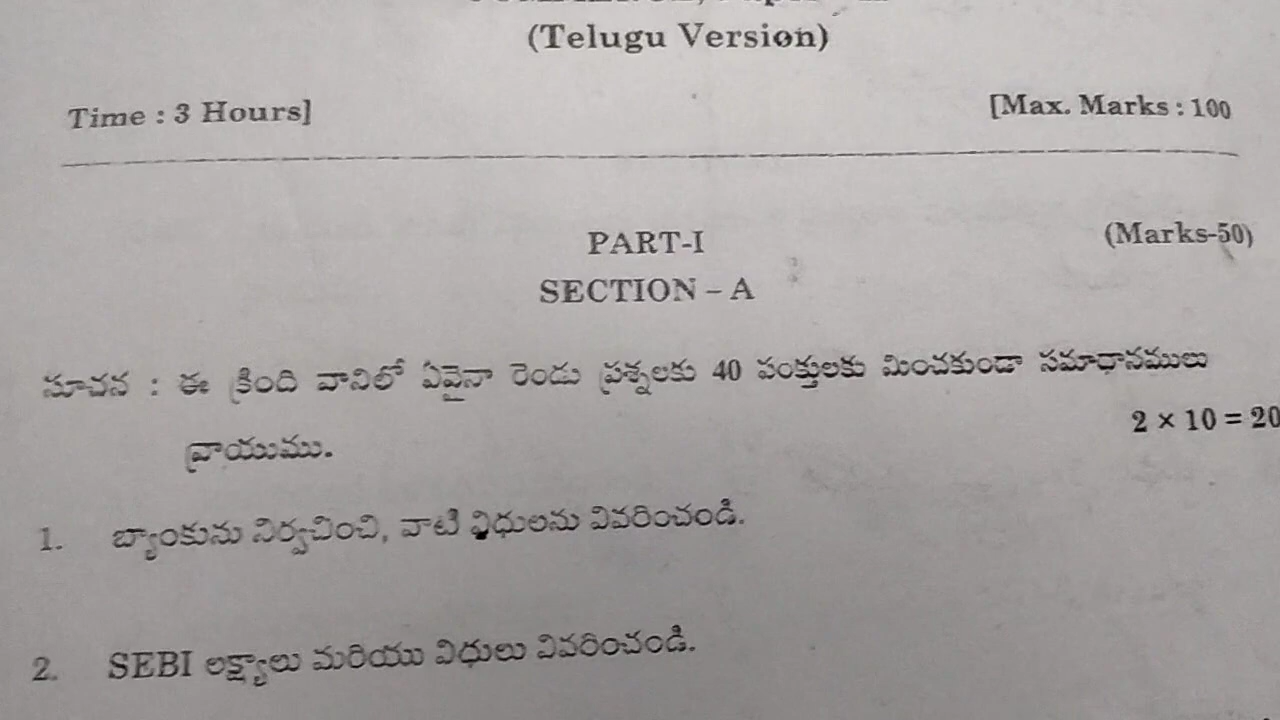 (Telugu Version)
Time : 3 Hours]
[Max. Marks : 100
PART-I
(Marks-50)
SECTION – A
సూచన : ఈ క్రింది వానిలో ఏవైనా రెండు ప్రశ్నలకు 40 పంక్తులకు మించకుండా సమాధానములు
వ్రాయుము.
2 × 10 = 20
1. బ్యాంకును నిర్వచించి, వాటి విధులను వివరించండి.
2. SEBI లక్ష్యాలు మరియు విధులు వివరించండి.